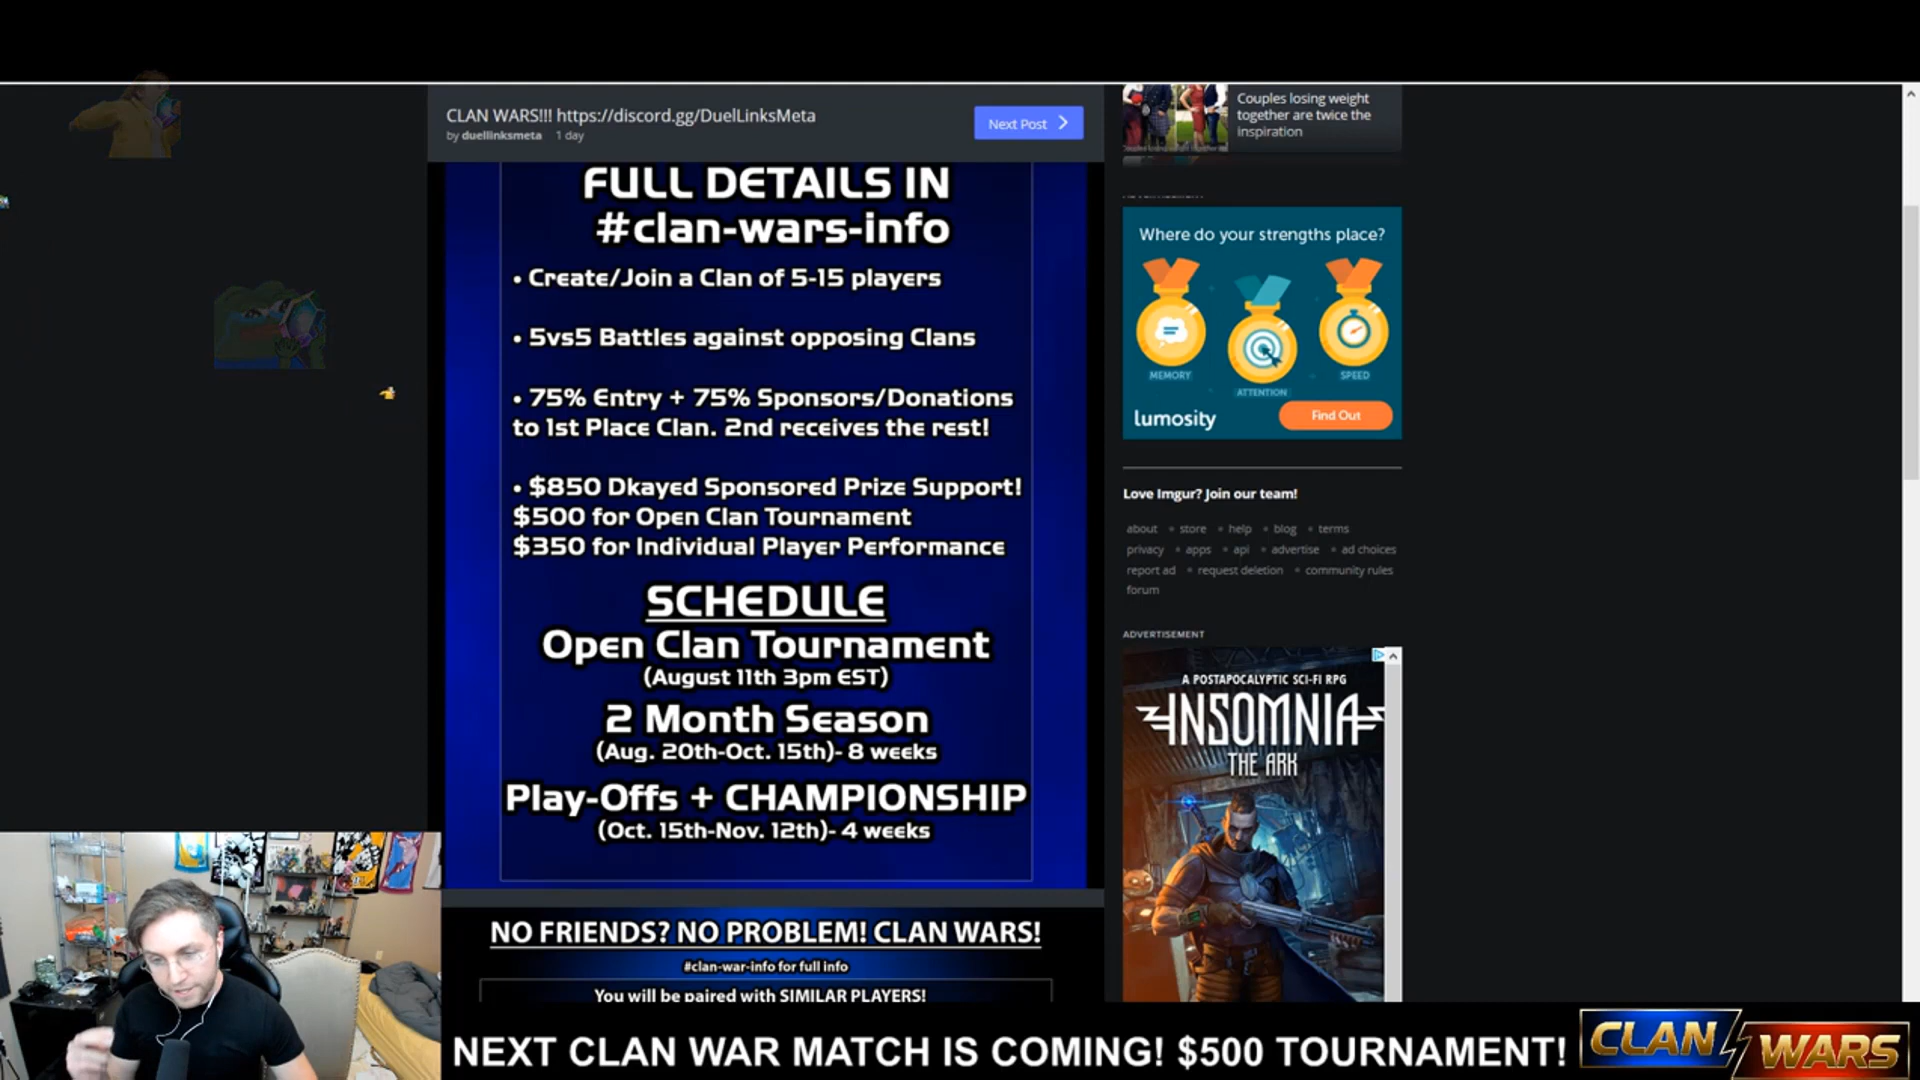 CLAN WARS!!! https://discord.gg/DuelLinksMeta
by duellinksmeta 1 day
Next Post
FULL DETAILS IN
#clan-wars-info
• Create/Join a Clan of 5-15 players
• 5vs5 Battles against opposing Clans
• 75% Entry + 75% Sponsors/Donations
to 1st Place Clan. 2nd receives the rest!
• $850 Dkayed Sponsored Prize Support!
$500 for Open Clan Tournament
$350 for Individual Player Performance
SCHEDULE
Open Clan Tournament
(August 11th 3pm EST)
2 Month Season
(Aug. 20th-Oct. 15th)- 8 weeks
Play-Offs + CHAMPIONSHIP
(Oct. 15th-Nov. 12th)- 4 weeks
NO FRIENDS? NO PROBLEM! CLAN WARS!
#clan-war-info for full info
You will be paired with SIMILAR PLAYERS!
Couples losing weight
together are twice the
inspiration
Where do your strengths place?
MEMORY
ATTENTION
SPEED
lumosity
Find Out
Love Imgur? Join our team!
about • store • help • blog • terms
privacy • apps • api • advertise • ad choices
report ad • request deletion • community rules
forum
ADVERTISEMENT
A POSTAPOCALYPTIC SCI-FI RPG
INSOMNIA
THE ARK
NEXT CLAN WAR MATCH IS COMING! $500 TOURNAMENT!
CLAN WARS